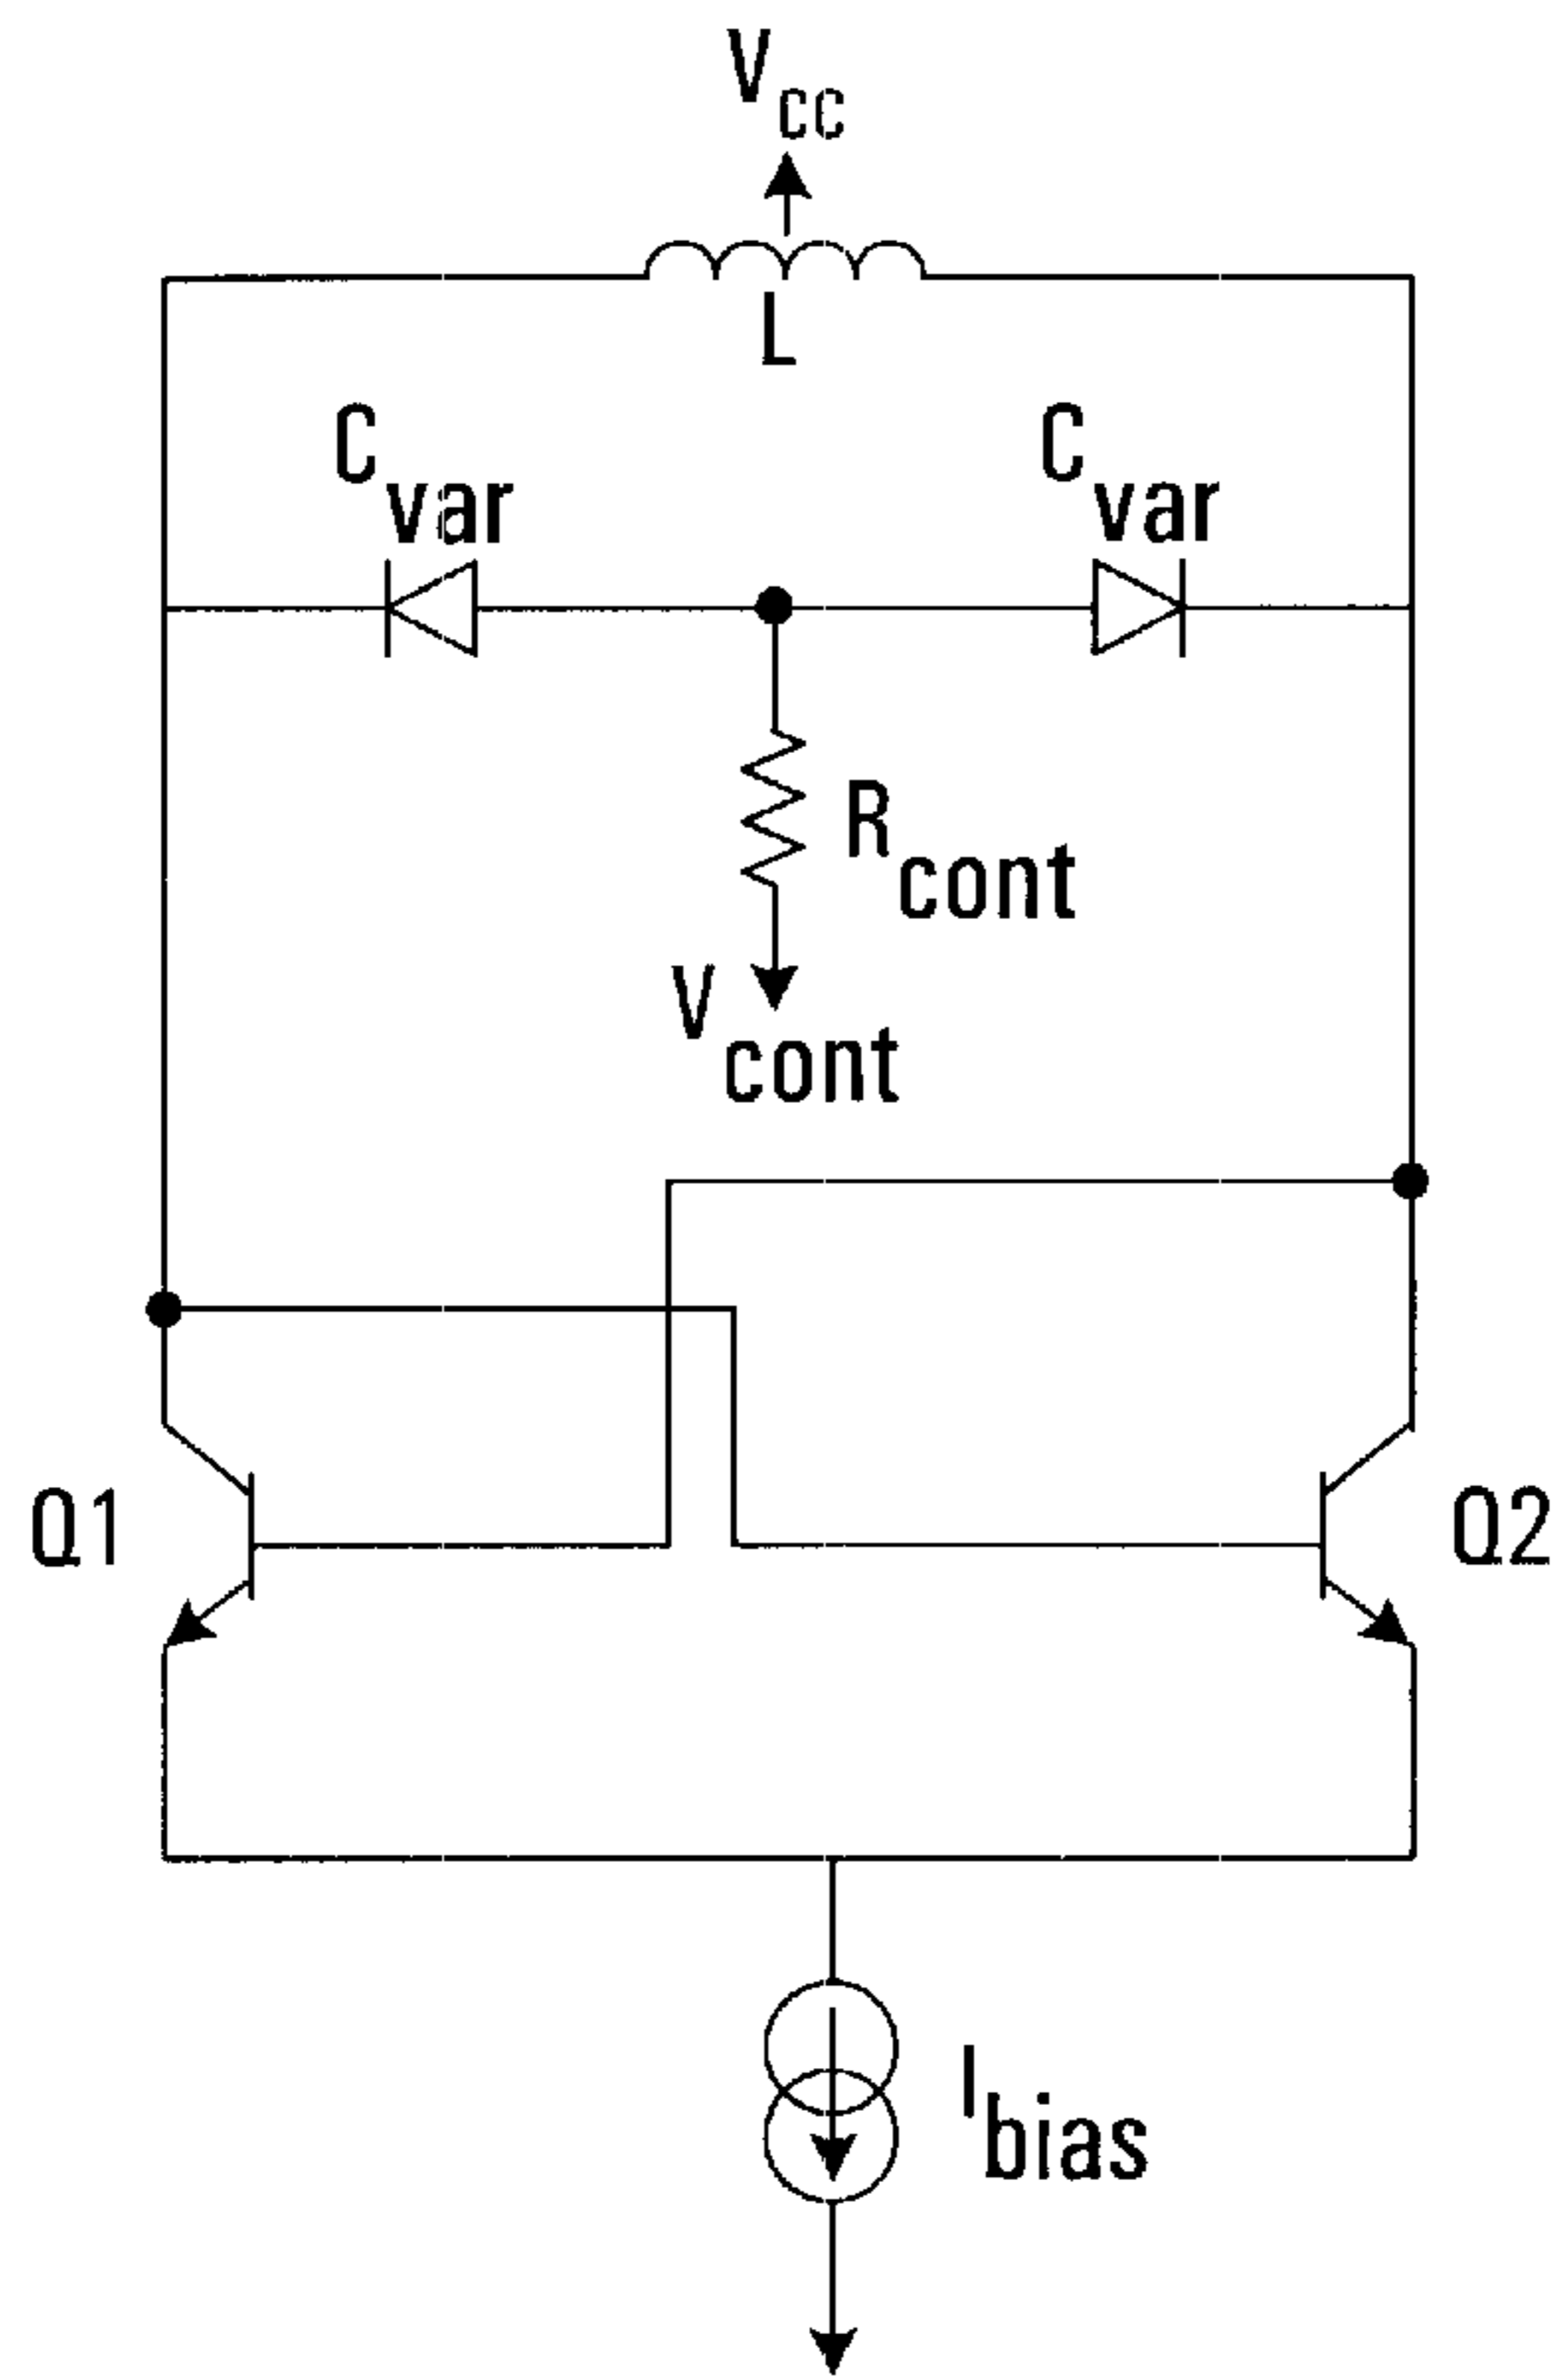 Vcc
L
Cvar
Cvar
Rcont
Vcont
Q1
Q2
Ibias